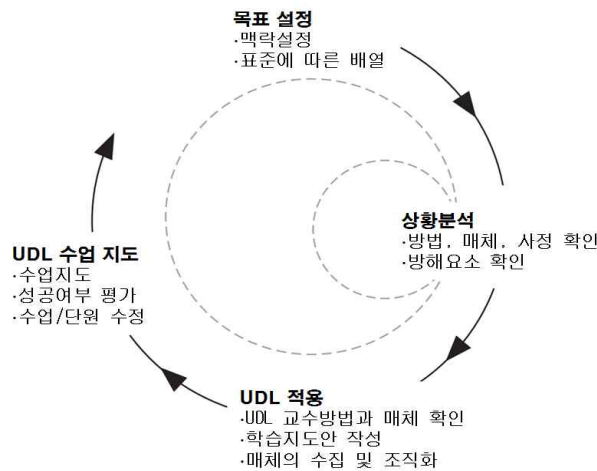 목표 설정
·맥락설정
·표준에 따른 배열
상황분석
·방법, 매체, 사정 확인
·방해요소 확인
UDL 적용
·UDL 교수방법과 매체 확인
·학습지도안 작성
·매체의 수집 및 조직화
UDL 수업 지도
·수업지도
·성공여부 평가
·수업/단원 수정